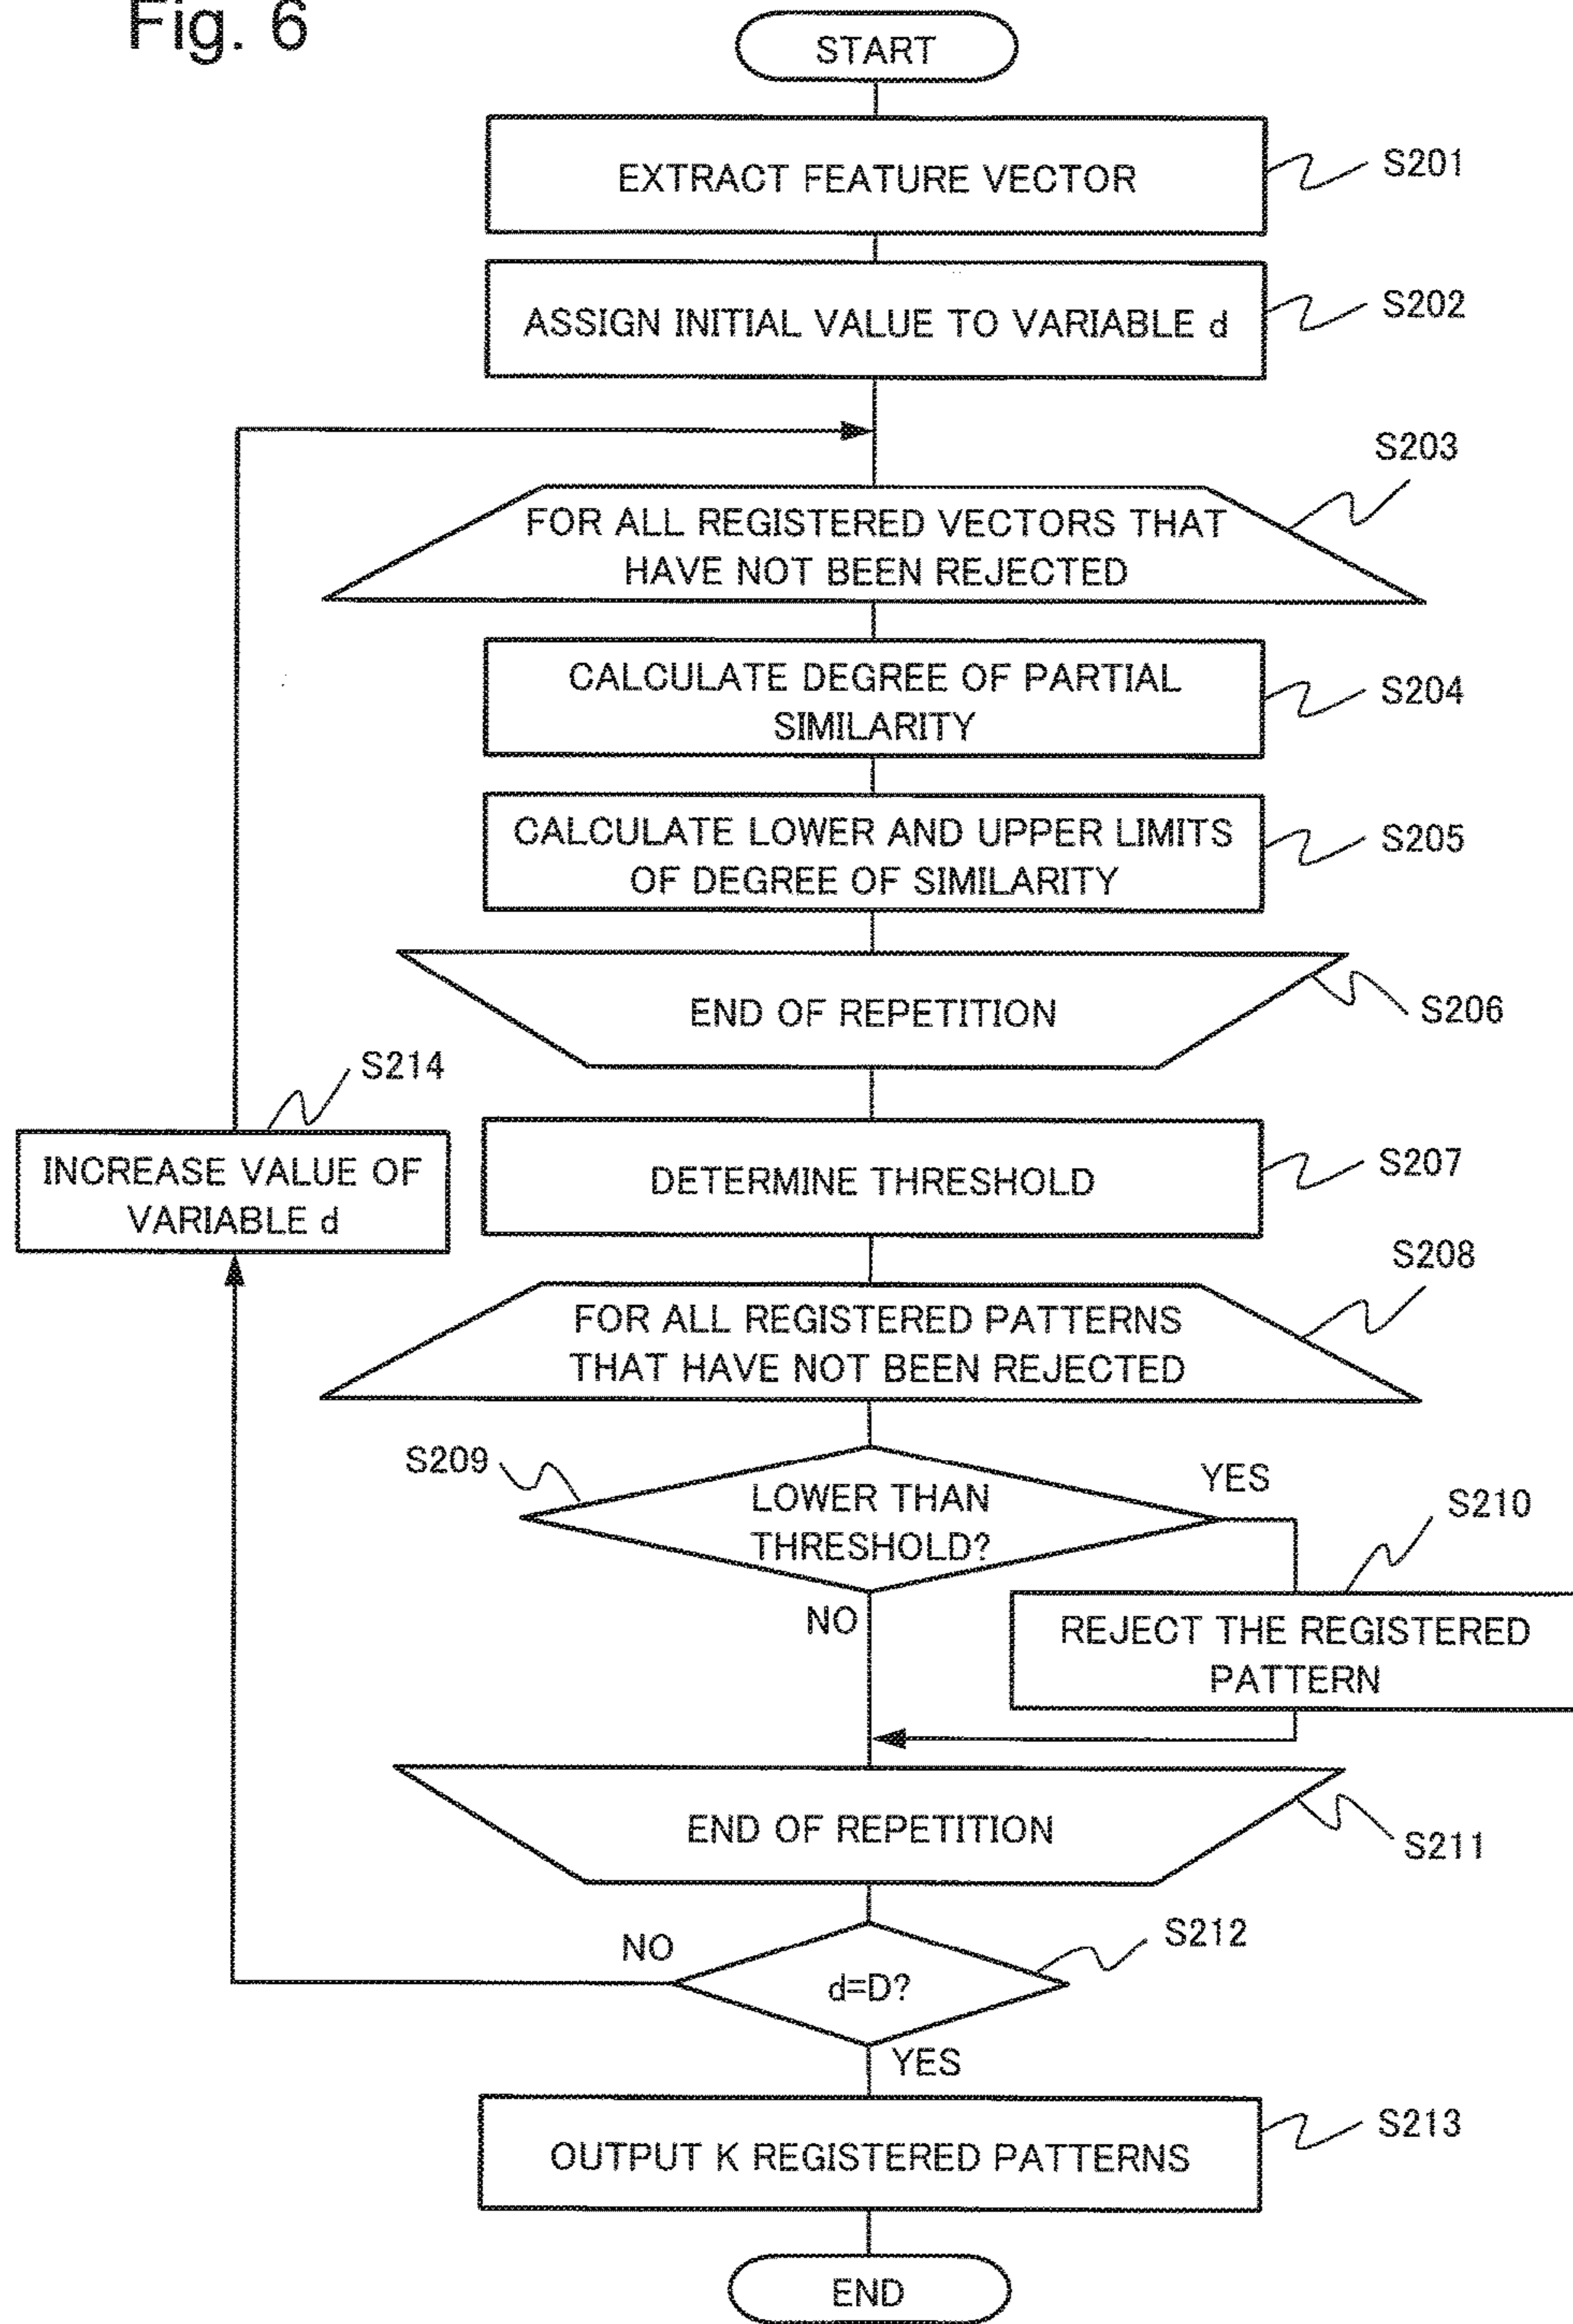 Fig. 6
START
EXTRACT FEATURE VECTOR
S201
ASSIGN INITIAL VALUE TO VARIABLE d
S202
S203
FOR ALL REGISTERED VECTORS THAT
HAVE NOT BEEN REJECTED
CALCULATE DEGREE OF PARTIAL
SIMILARITY
S204
CALCULATE LOWER AND UPPER LIMITS
OF DEGREE OF SIMILARITY
S205
END OF REPETITION
S206
S214
INCREASE VALUE OF
VARIABLE d
DETERMINE THRESHOLD
S207
S208
FOR ALL REGISTERED PATTERNS
THAT HAVE NOT BEEN REJECTED
S209
LOWER THAN
THRESHOLD?
YES
S210
NO
REJECT THE REGISTERED
PATTERN
END OF REPETITION
S211
S212
NO
d=D?
YES
OUTPUT K REGISTERED PATTERNS
S213
END